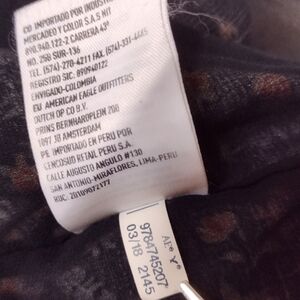 CO IMPORTADO POR INDUSTRIA
MERCADEO Y COLOR S.A.S NIT
890.940.122-2 CARRERA 43ª
NO. 25B SUR-136
TEL. (574)-270-4211 FAX. (574)-331-4445
REGISTRO SIC: 890940122
ENVIGADO-COLOMBIA
EU AMERICAN EAGLE OUTFITTERS
DUTCH OP CO B.V.
PRINS BERNHARDPLEIN 200
1097 JB AMSTERDAM
PE IMPORTADO EN PERU POR
CENCOSUD RETAIL PERU S.A.
CALLE AUGUSTO ANGULO #130
SAN ANTONIO-MIRAFLORES, LIMA-PERU
RUC: 20109072177
AE® Y®
9784745207
03/18 2145